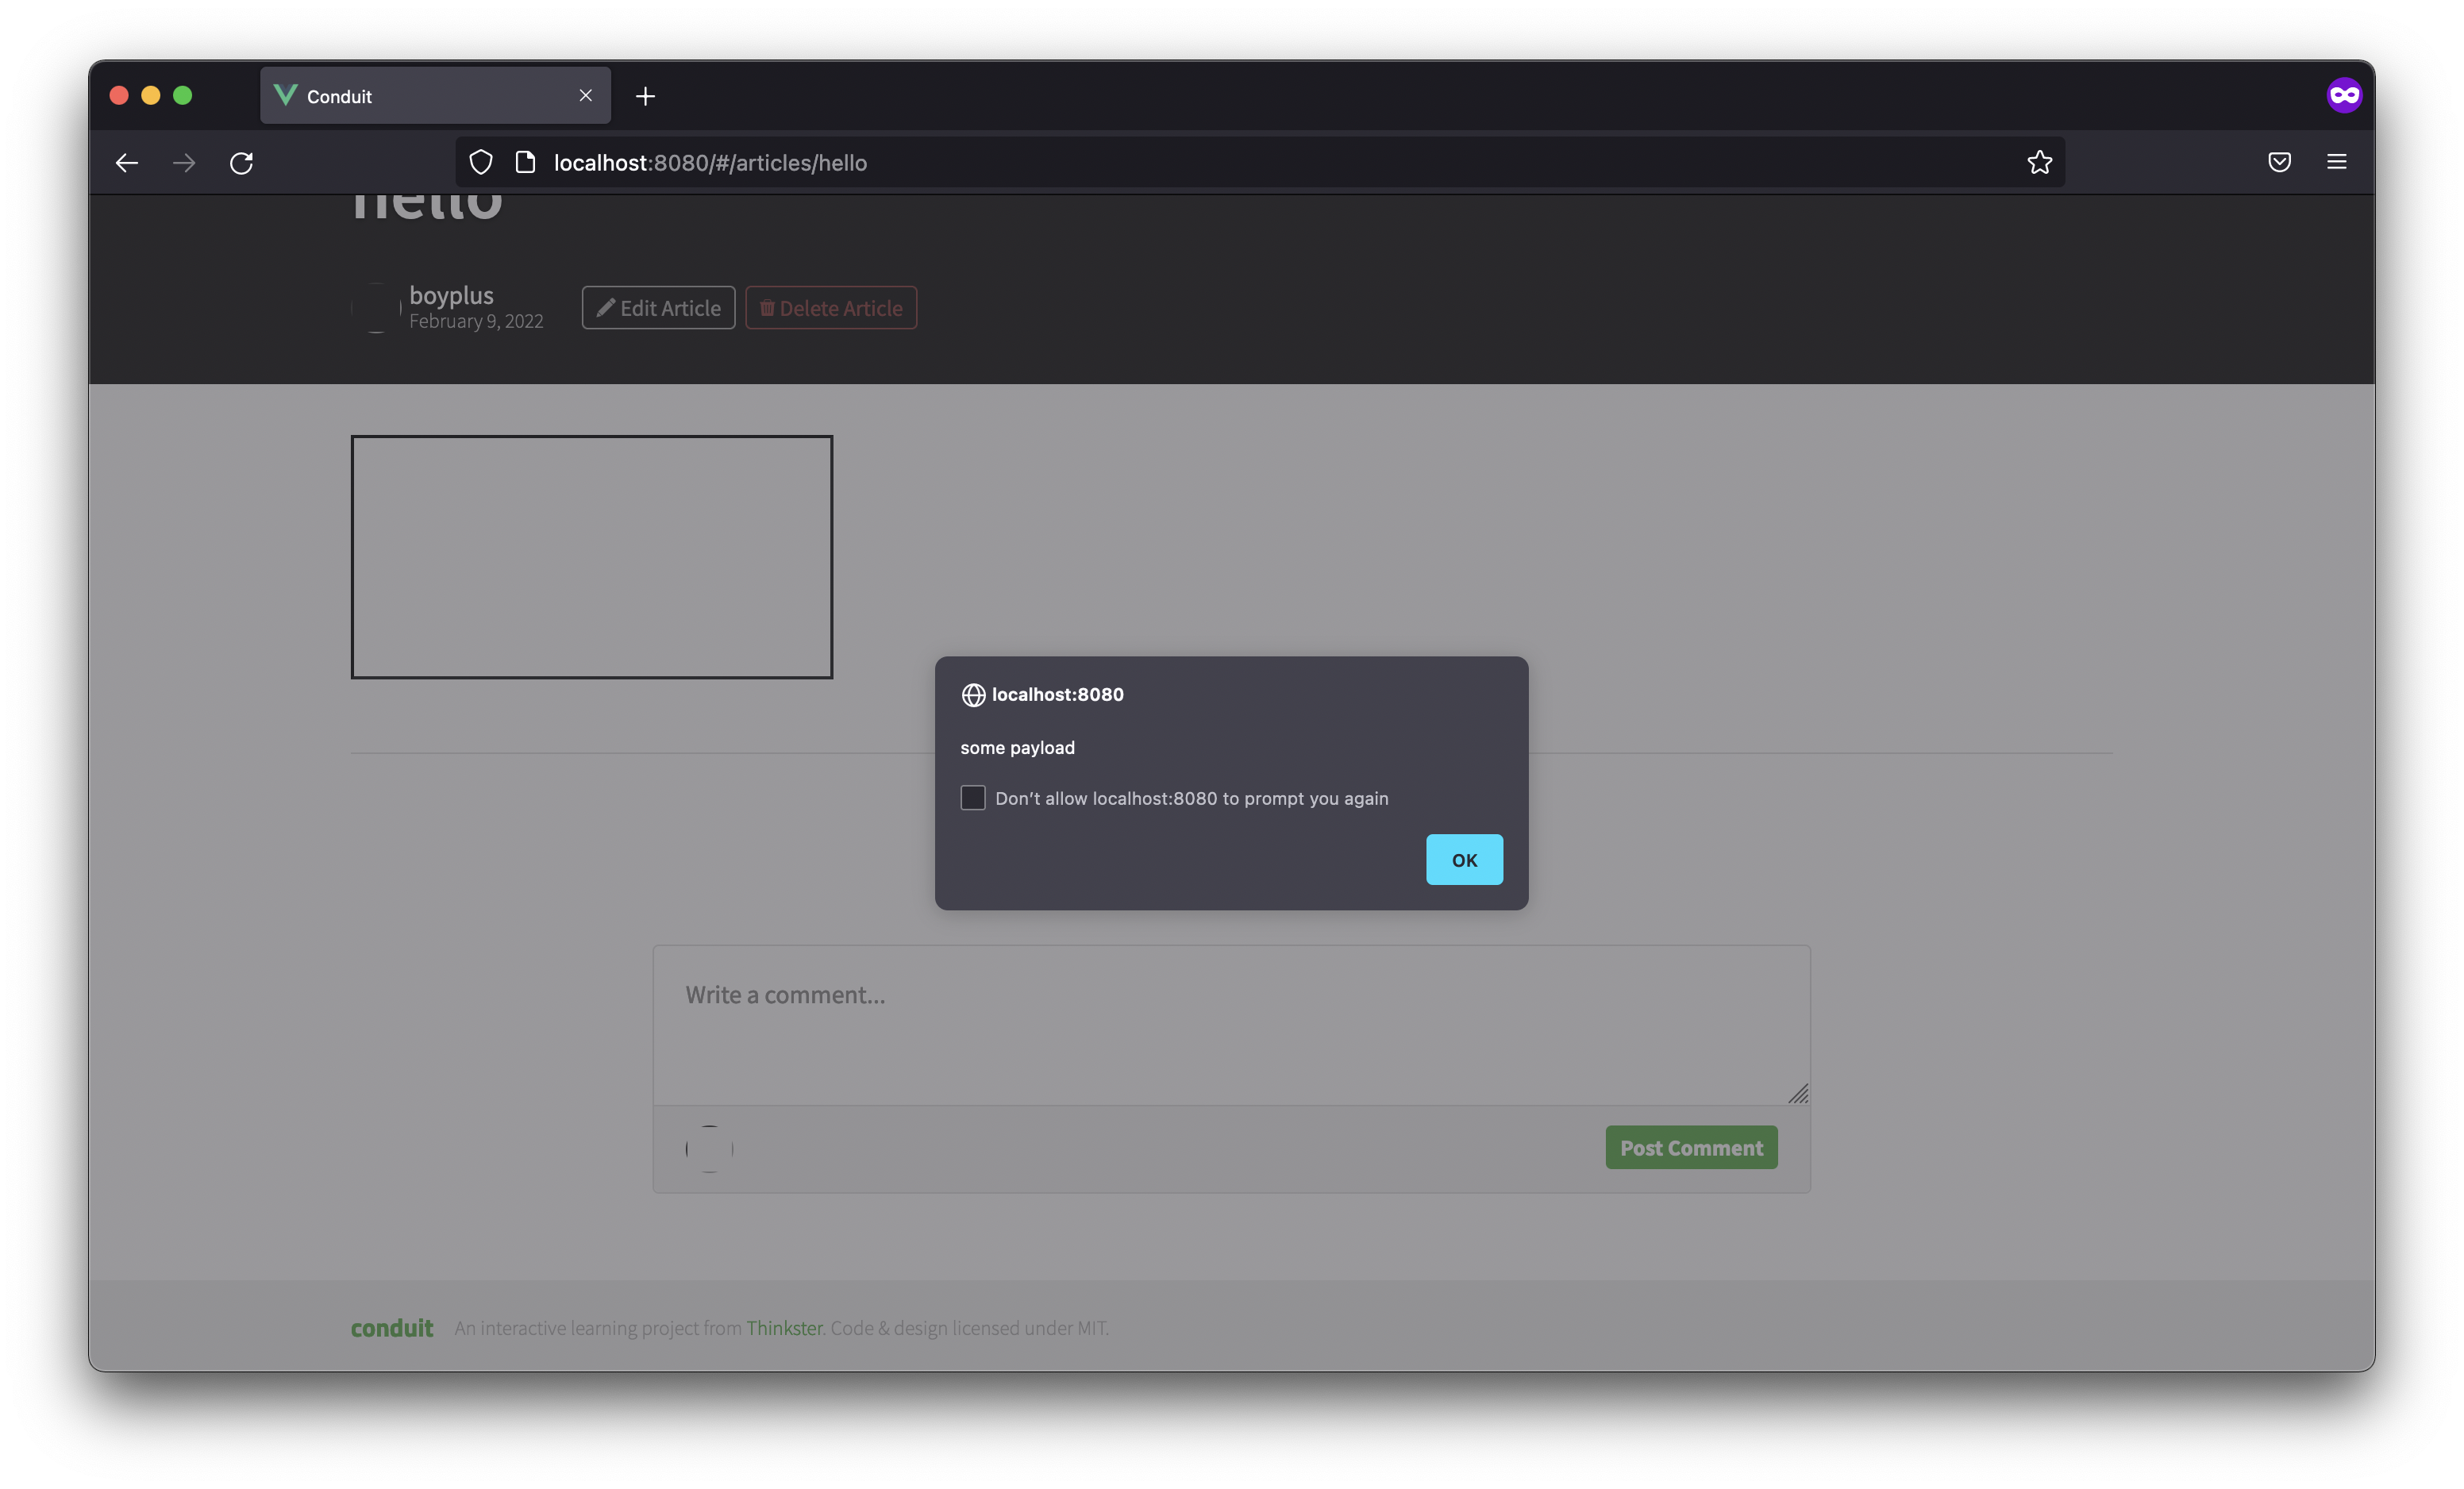 Conduit
localhost:8080/#/articles/hello
hello
boyplus
February 9, 2022
Edit Article
Delete Article
localhost:8080
some payload
Don’t allow localhost:8080 to prompt you again
OK
Write a comment...
Post Comment
conduit An interactive learning project from Thinkster. Code & design licensed under MIT.